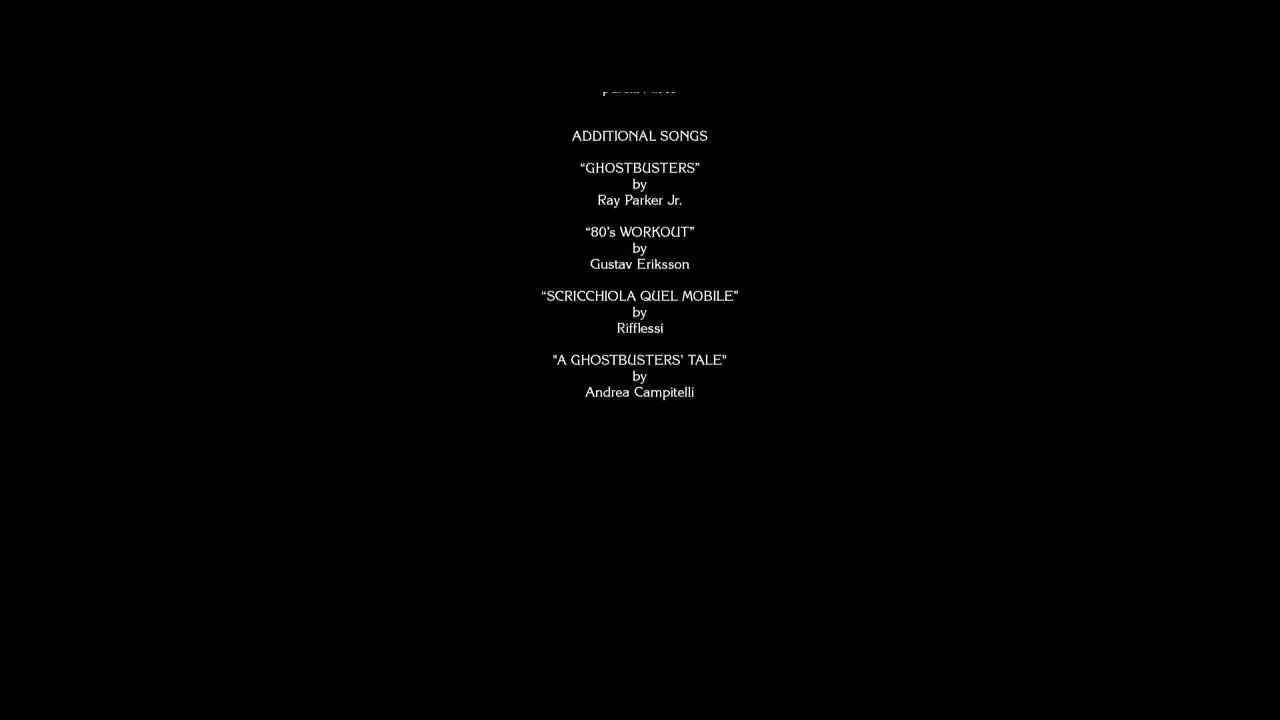 ADDITIONAL SONGS
“GHOSTBUSTERS”
by
Ray Parker Jr.
“80's WORKOUT”
by
Gustav Eriksson
“SCRICCHIOLA QUEL MOBILE”
by
Rifflessi
"A GHOSTBUSTERS' TALE"
by
Andrea Campitelli